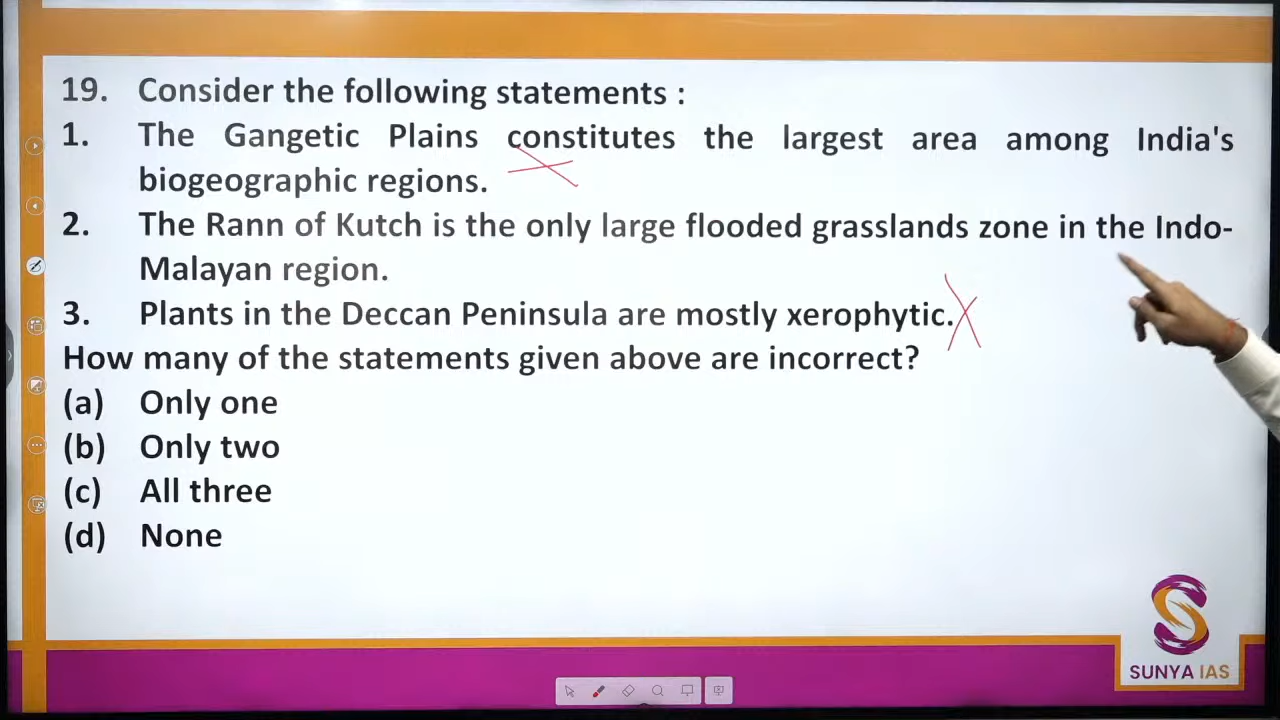 19. Consider the following statements :
1. The Gangetic Plains constitutes the largest area among India's
biogeographic regions.
2. The Rann of Kutch is the only large flooded grasslands zone in the Indo-
Malayan region.
3. Plants in the Deccan Peninsula are mostly xerophytic.
How many of the statements given above are incorrect?
(a) Only one
(b) Only two
(c) All three
(d) None
SUNYA IAS